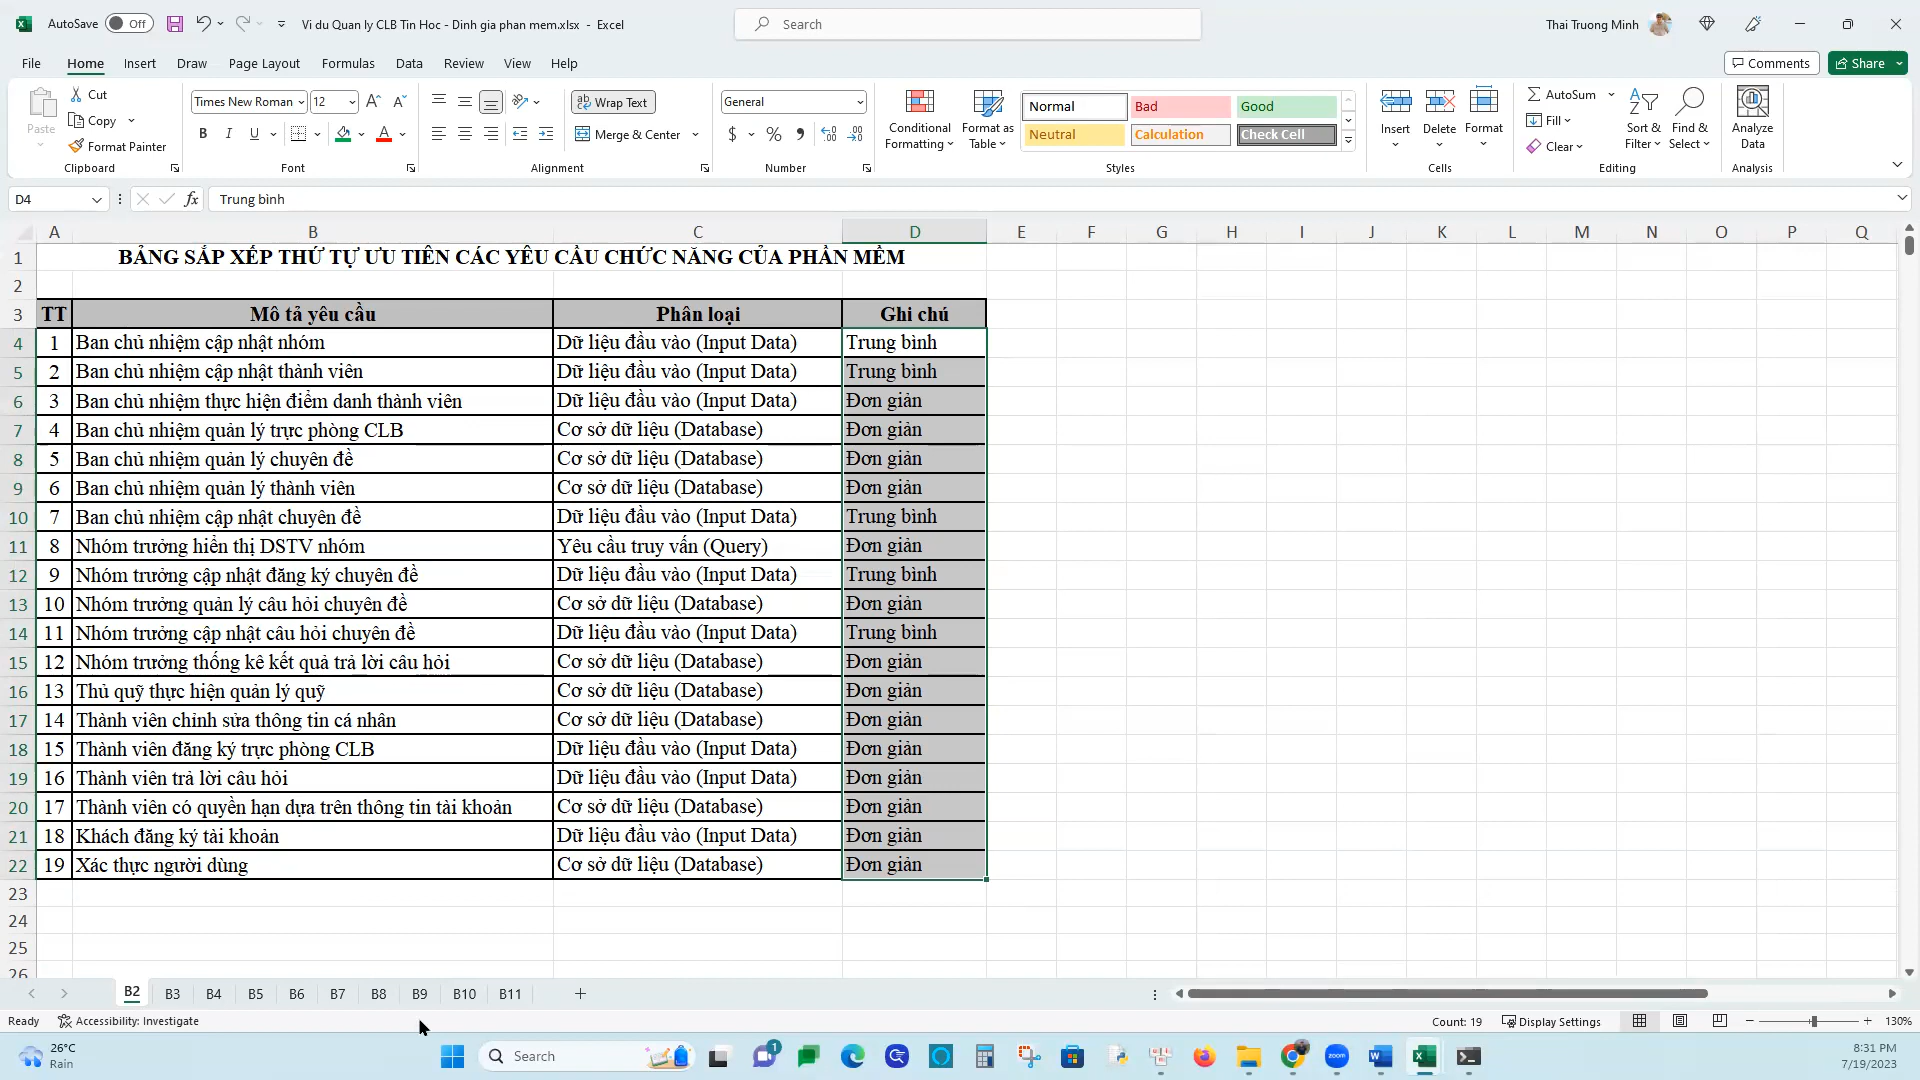 AutoSave Off Vi du Quan ly CLB Tin Hoc - Dinh gia phan mem.xlsx - Excel Search Thai Truong Minh
File Home Insert Draw Page Layout Formulas Data Review View Help Comments Share
Paste Cut Copy Format Painter Clipboard
Times New Roman 12 B I U A Font
Wrap Text Merge & Center Alignment
General $ % Number
Conditional Formatting Format as Table
Normal Bad Good
Neutral Calculation Check Cell
Styles
Insert Delete Format Cells
AutoSum Fill Clear Sort & Filter Find & Select Editing
Analyze Data Analysis
D4 fx Trung bình
A B C D E F G H I J K L M N O P Q
1 BẢNG SẮP XẾP THỨ TỰ ƯU TIÊN CÁC YÊU CẦU CHỨC NĂNG CỦA PHẦN MỀM
2
3 TT Mô tả yêu cầu Phân loại Ghi chú
4 1 Ban chủ nhiệm cập nhật nhóm Dữ liệu đầu vào (Input Data) Trung bình
5 2 Ban chủ nhiệm cập nhật thành viên Dữ liệu đầu vào (Input Data) Trung bình
6 3 Ban chủ nhiệm thực hiện điểm danh thành viên Dữ liệu đầu vào (Input Data) Đơn giản
7 4 Ban chủ nhiệm quản lý trực phòng CLB Cơ sở dữ liệu (Database) Đơn giản
8 5 Ban chủ nhiệm quản lý chuyên đề Cơ sở dữ liệu (Database) Đơn giản
9 6 Ban chủ nhiệm quản lý thành viên Cơ sở dữ liệu (Database) Đơn giản
10 7 Ban chủ nhiệm cập nhật chuyên đề Dữ liệu đầu vào (Input Data) Trung bình
11 8 Nhóm trưởng hiển thị DSTV nhóm Yêu cầu truy vấn (Query) Đơn giản
12 9 Nhóm trưởng cập nhật đăng ký chuyên đề Dữ liệu đầu vào (Input Data) Trung bình
13 10 Nhóm trưởng quản lý câu hỏi chuyên đề Cơ sở dữ liệu (Database) Đơn giản
14 11 Nhóm trưởng cập nhật câu hỏi chuyên đề Dữ liệu đầu vào (Input Data) Trung bình
15 12 Nhóm trưởng thống kê kết quả trả lời câu hỏi Cơ sở dữ liệu (Database) Đơn giản
16 13 Thủ quỹ thực hiện quản lý quỹ Cơ sở dữ liệu (Database) Đơn giản
17 14 Thành viên chỉnh sửa thông tin cá nhân Cơ sở dữ liệu (Database) Đơn giản
18 15 Thành viên đăng ký trực phòng CLB Dữ liệu đầu vào (Input Data) Đơn giản
19 16 Thành viên trả lời câu hỏi Dữ liệu đầu vào (Input Data) Đơn giản
20 17 Thành viên có quyền hạn dựa trên thông tin tài khoản Cơ sở dữ liệu (Database) Đơn giản
21 18 Khách đăng ký tài khoản Dữ liệu đầu vào (Input Data) Đơn giản
22 19 Xác thực người dùng Cơ sở dữ liệu (Database) Đơn giản
23
24
25
26
B2 B3 B4 B5 B6 B7 B8 B9 B10 B11
Ready Accessibility: Investigate Count: 19 Display Settings 130%
26°C Rain Search 1 zoom 8:31 PM
7/19/2023